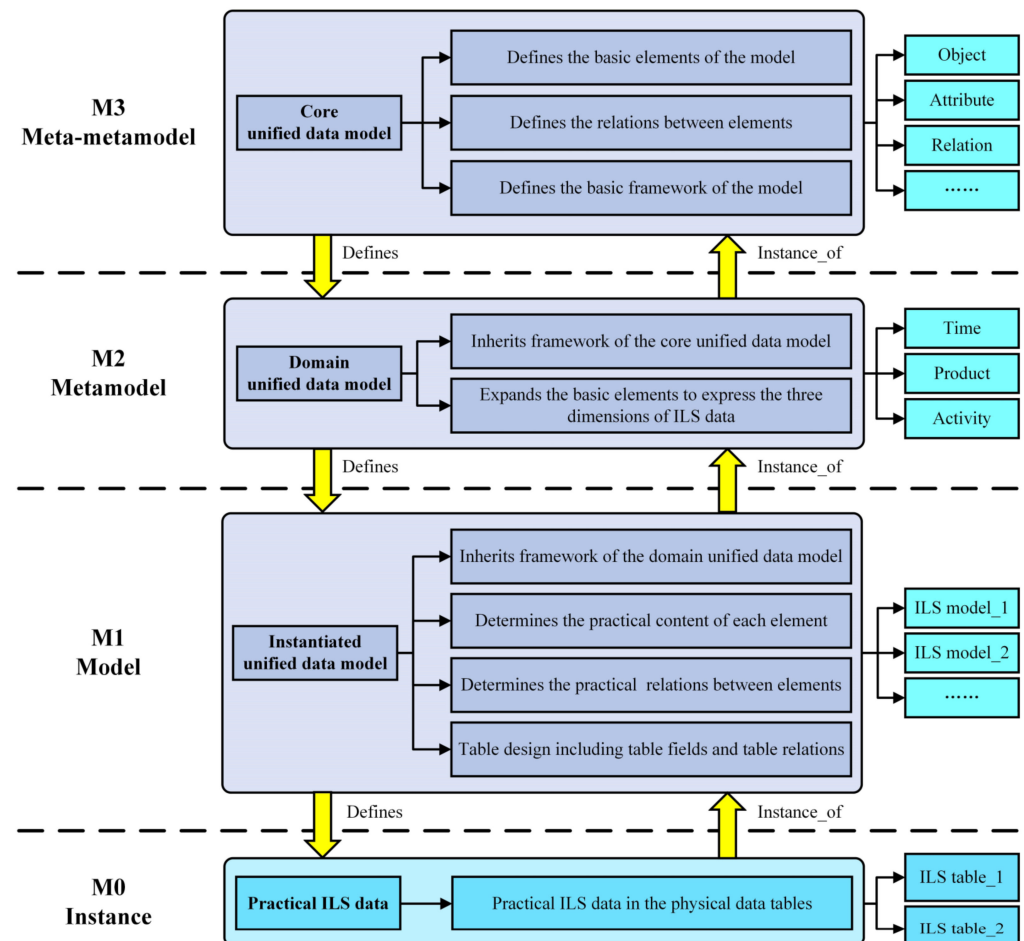 M3
Meta-metamodel
Core
unified data model
Defines the basic elements of the model
Defines the relations between elements
Defines the basic framework of the model
Object
Attribute
Relation
……
Defines
Instance_of
M2
Metamodel
Domain
unified data model
Inherits framework of the core unified data model
Expands the basic elements to express the three
dimensions of ILS data
Time
Product
Activity
Defines
Instance_of
M1
Model
Instantiated
unified data model
Inherits framework of the domain unified data model
Determines the practical content of each element
Determines the practical relations between elements
Table design including table fields and table relations
ILS model_1
ILS model_2
……
Defines
Instance_of
M0
Instance
Practical ILS data
Practical ILS data in the physical data tables
ILS table_1
ILS table_2